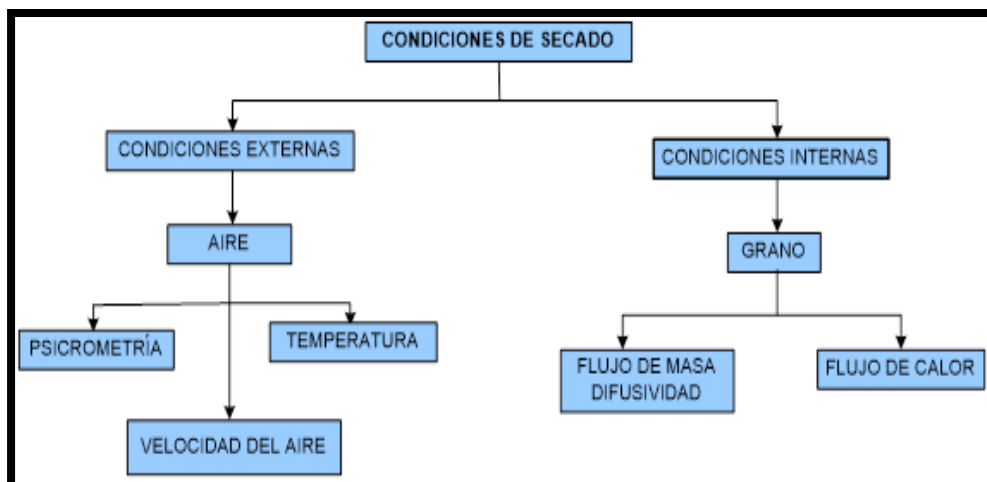 CONDICIONES DE SECADO
CONDICIONES EXTERNAS
CONDICIONES INTERNAS
AIRE
GRANO
PSICROMETRÍA
TEMPERATURA
VELOCIDAD DEL AIRE
FLUJO DE MASA
DIFUSIVIDAD
FLUJO DE CALOR